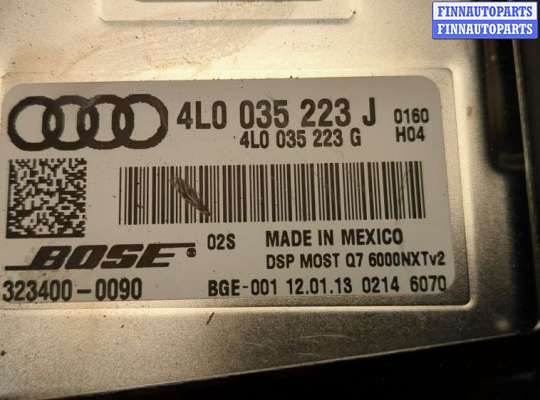 FINNAUTOPARTS
FINNAUTOPARTS
4L0 035 223 J 0160
4L0 035 223 G H04
BOSE® 02S MADE IN MEXICO
DSP MOST Q7 6000NXTv2
323400-0090 BGE-001 12.01.13 0214 6070